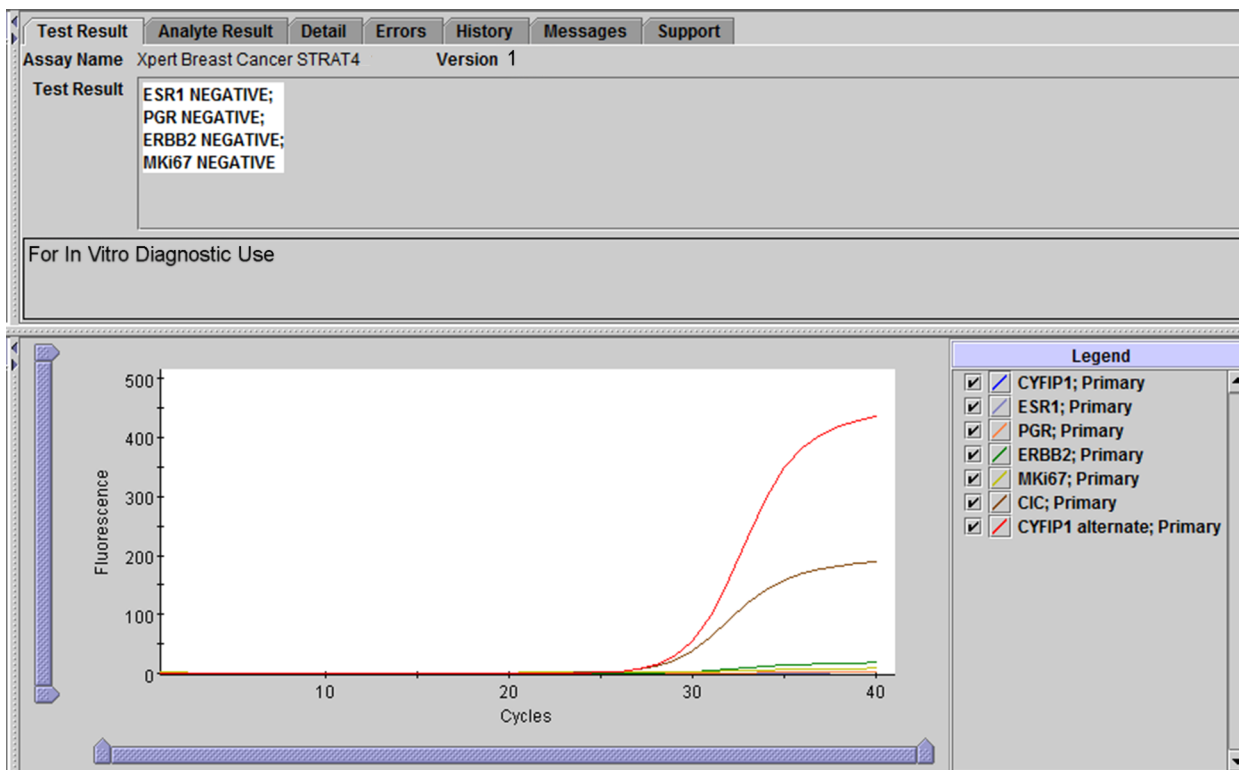 Test Result Analyte Result Detail Errors History Messages Support
Assay Name Xpert Breast Cancer STRAT4 Version 1
Test Result
ESR1 NEGATIVE;
PGR NEGATIVE;
ERBB2 NEGATIVE;
MKi67 NEGATIVE
For In Vitro Diagnostic Use
500
400
300
200
100
0
Fluorescence
10 20 30 40
Cycles
Legend
CYFIP1; Primary
ESR1; Primary
PGR; Primary
ERBB2; Primary
MKi67; Primary
CIC; Primary
CYFIP1 alternate; Primary